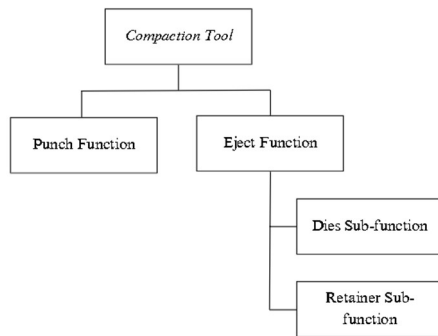 Compaction Tool
Punch Function
Eject Function
Dies Sub-function
Retainer Sub-
function